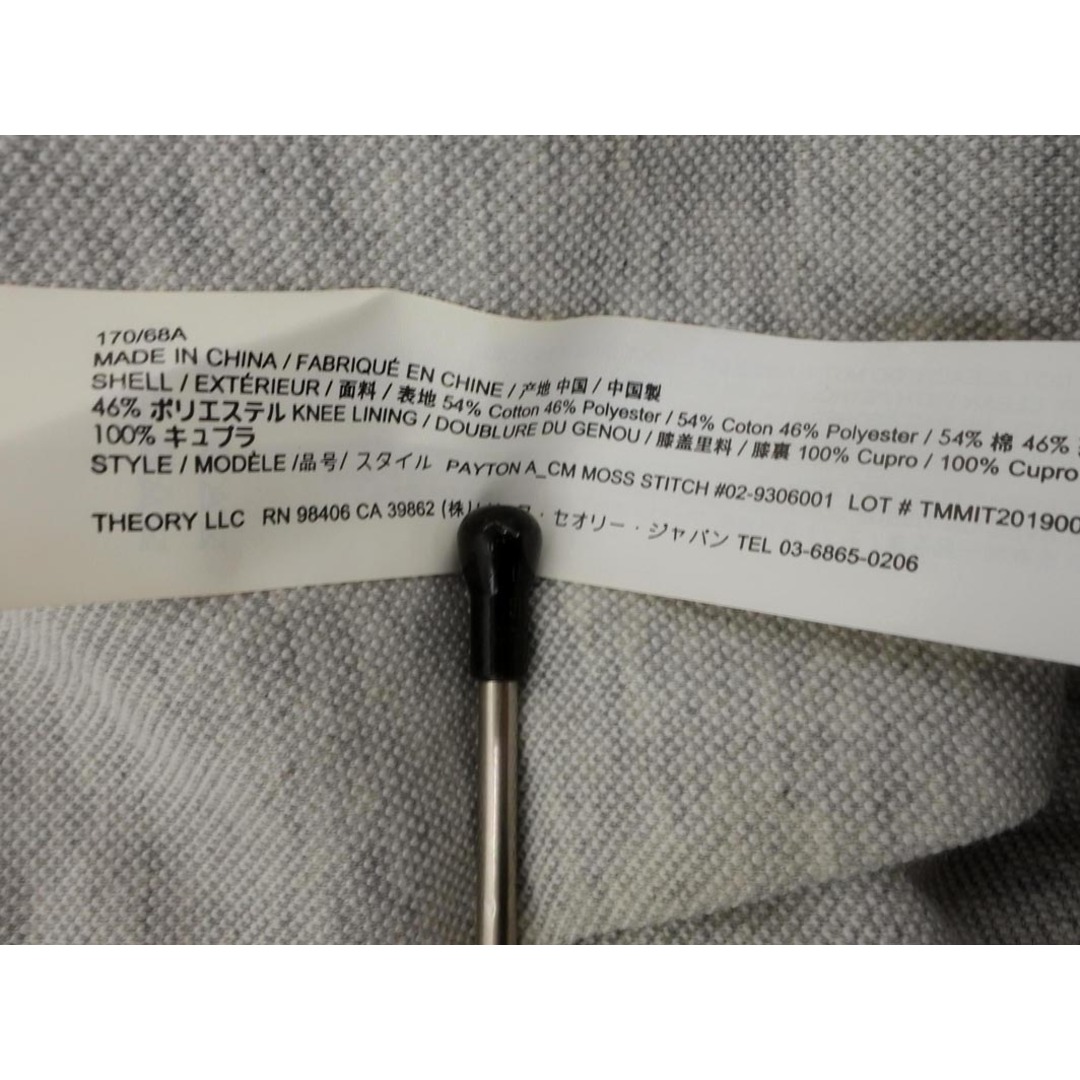 170/68A
MADE IN CHINA / FABRIQUÉ EN CHINE / 产地 中国 / 中国製
SHELL / EXTÉRIEUR / 面料 / 表地 54% Cotton 46% Polyester / 54% Coton 46% Polyester / 54% 棉 46%
46% ポリエステル KNEE LINING / DOUBLURE DU GENOU / 膝盖里料 / 膝裏 100% Cupro / 100% Cupro
100% キュプラ
STYLE / MODÈLE /品号/ スタイル PAYTON A_CM MOSS STITCH #02-9306001 LOT # TMMIT201900
THEORY LLC RN 98406 CA 39862 (株) ・セオリー・ジャパン TEL 03-6865-0206